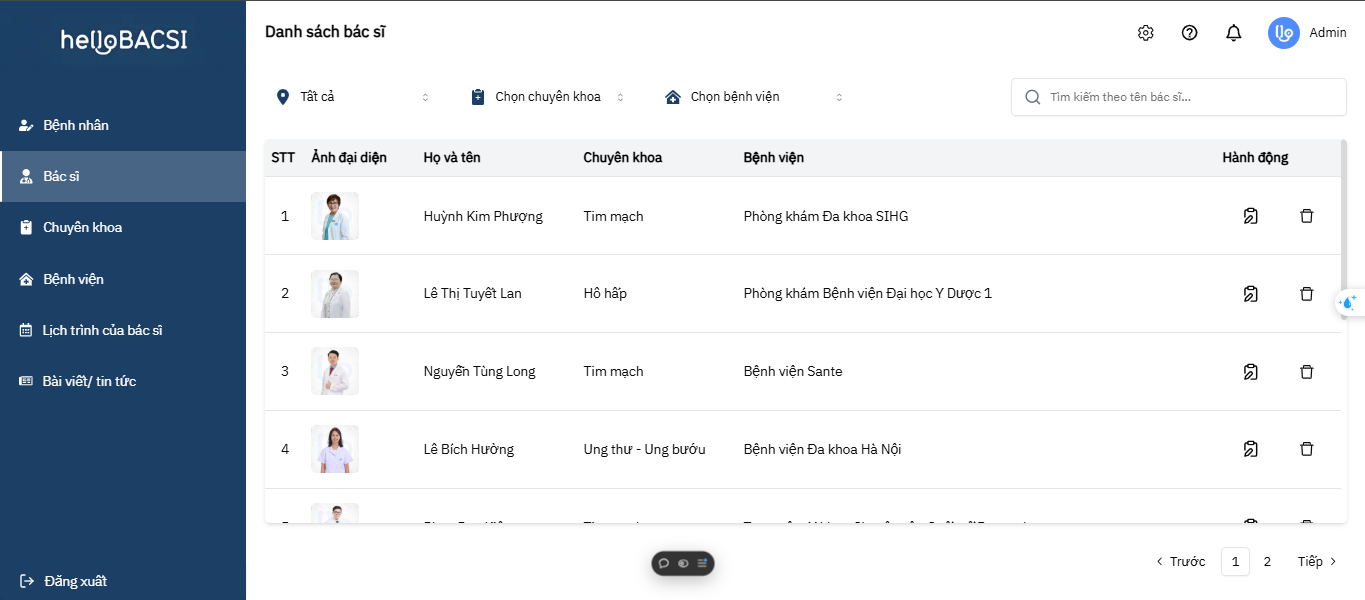 helloBACSI
Danh sách bác sĩ
Admin
Tất cả
Chọn chuyên khoa
Chọn bệnh viện
Tìm kiếm theo tên bác sĩ...
Bệnh nhân
Bác sĩ
Chuyên khoa
Bệnh viện
Lịch trình của bác sĩ
Bài viết/ tin tức
Đăng xuất
STT Ảnh đại diện Họ và tên Chuyên khoa Bệnh viện Hành động
1 Huỳnh Kim Phượng Tim mạch Phòng khám Đa khoa SIHG
2 Lê Thị Tuyết Lan Hô hấp Phòng khám Bệnh viện Đại học Y Dược 1
3 Nguyễn Tùng Long Tim mạch Bệnh viện Sante
4 Lê Bích Hường Ung thư - Ung bướu Bệnh viện Đa khoa Hà Nội
Trước 1 2 Tiếp